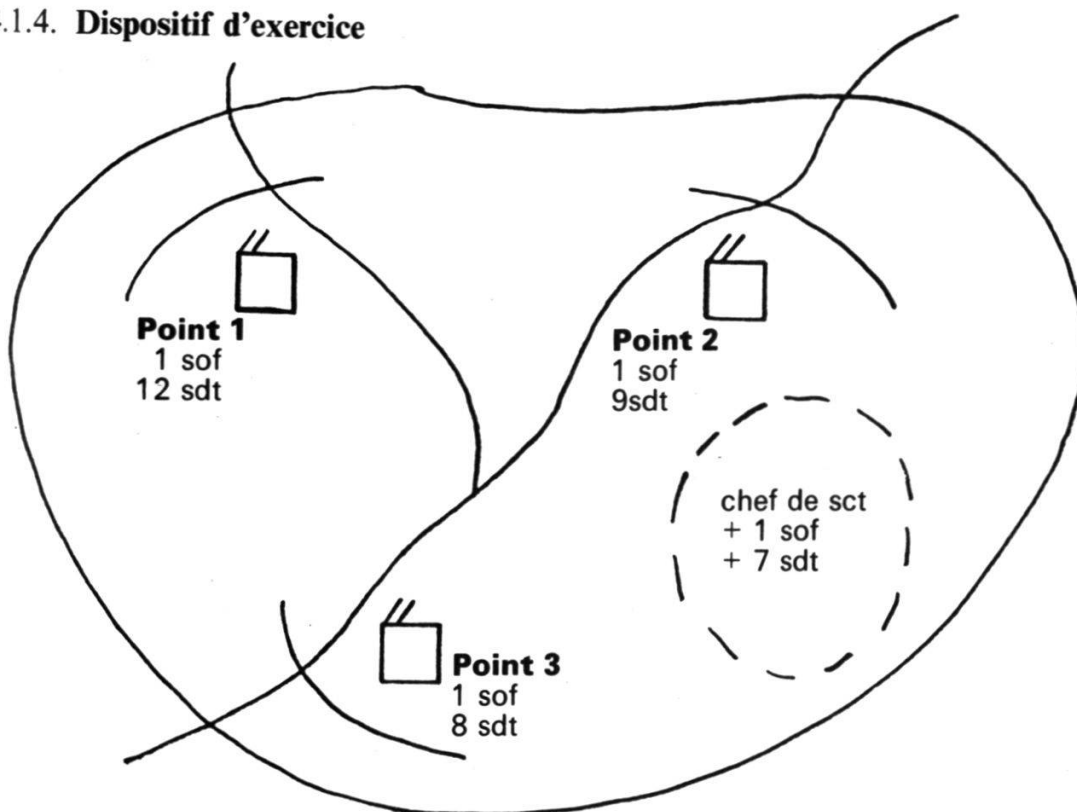 .1.4. Dispositif d'exercice
Point 1
1 sof
12 sdt
Point 2
1 sof
9sdt
chef de sct
+ 1 sof
+ 7 sdt
Point 3
1 sof
8 sdt